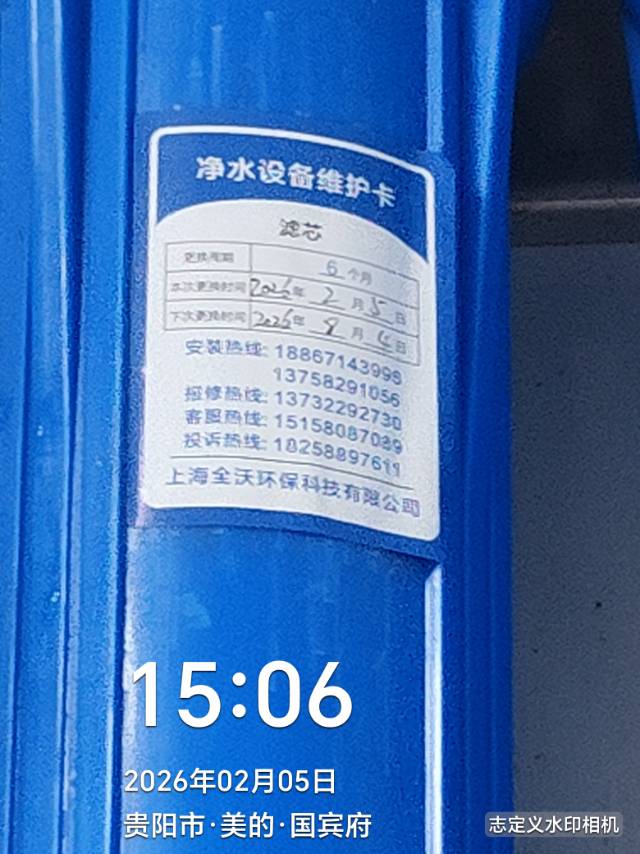 净水设备维护卡
滤芯
更换周期 6 个月
本次更换时间 2026年 2 月 5 日
下次更换时间 2026年 8 月 4 日
安装热线: 18867143996
13758291056
报修热线: 13732292730
客服热线: 15158087089
投诉热线: 18258897611
上海全沃环保科技有限公司
15:06
2026年02月05日
贵阳市·美的·国宾府
志定义水印相机